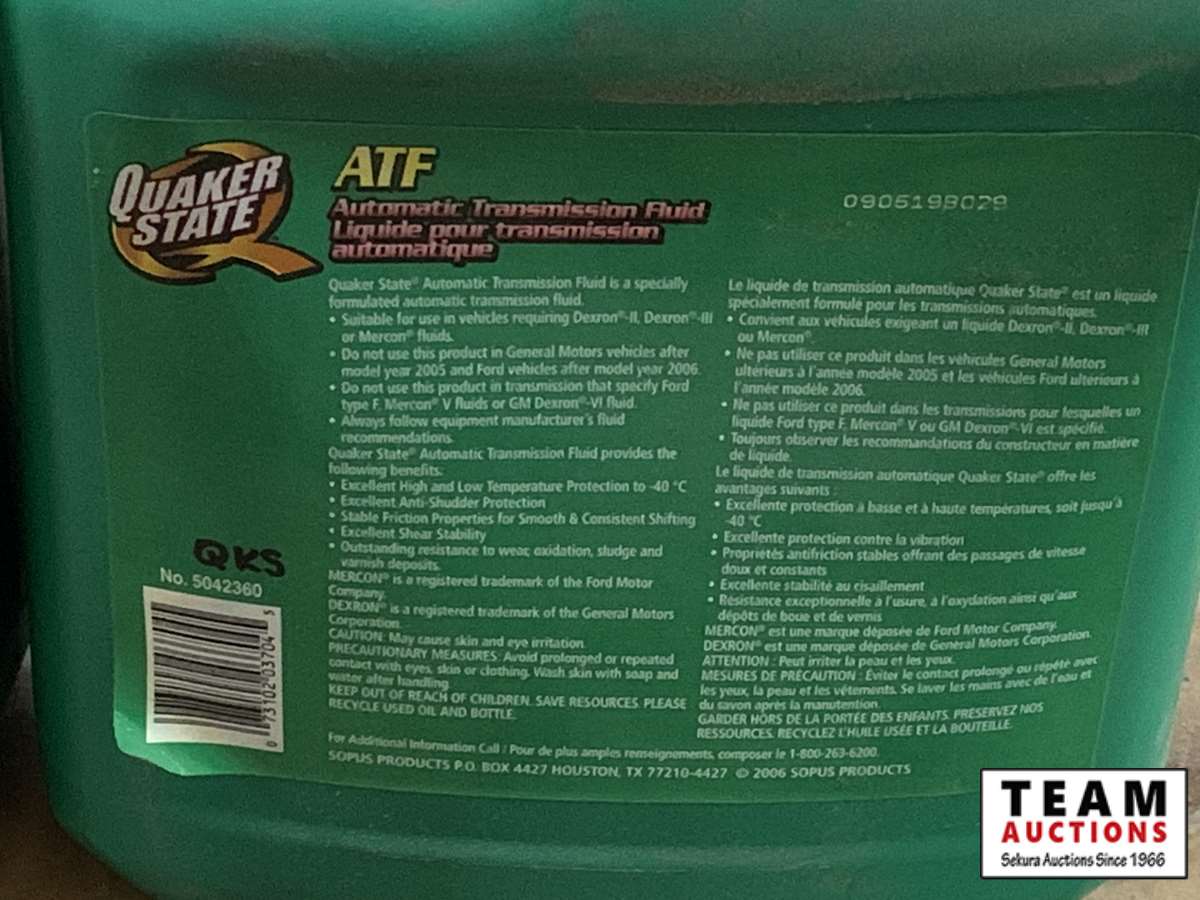 QUAKER
STATE
ATF
Automatic Transmission Fluid
Liquide pour transmission
automatique
090519B029
Quaker State® Automatic Transmission Fluid is a specially
formulated automatic transmission fluid.
• Suitable for use in vehicles requiring Dexron®-II, Dexron®-III
or Mercon® fluids.
• Do not use this product in General Motors vehicles after
model year 2005 and Ford vehicles after model year 2006.
• Do not use this product in transmission that specify Ford
type F, Mercon® V fluids or GM Dexron®-VI fluid.
• Always follow equipment manufacturer's fluid
recommendations.
Quaker State® Automatic Transmission Fluid provides the
following benefits:
• Excellent High and Low Temperature Protection to -40 °C
• Excellent Anti-Shudder Protection
• Stable Friction Properties for Smooth & Consistent Shifting
• Excellent Shear Stability
• Outstanding resistance to wear, oxidation, sludge and
varnish deposits.
MERCON® is a registered trademark of the Ford Motor
Company.
DEXRON® is a registered trademark of the General Motors
Corporation.
CAUTION: May cause skin and eye irritation.
PRECAUTIONARY MEASURES: Avoid prolonged or repeated
contact with eyes, skin or clothing. Wash skin with soap and
water after handling.
KEEP OUT OF REACH OF CHILDREN. SAVE RESOURCES. PLEASE
RECYCLE USED OIL AND BOTTLE.
Le liquide de transmission automatique Quaker State® est un liquide
spécialement formulé pour les transmissions automatiques.
• Convient aux véhicules exigeant un liquide Dexron®-II, Dexron®-III
ou Mercon®.
• Ne pas utiliser ce produit dans les véhicules General Motors
ultérieurs à l'année modèle 2005 et les véhicules Ford ultérieurs à
l'année modèle 2006.
• Ne pas utiliser ce produit dans les transmissions pour lesquelles un
liquide Ford type F, Mercon® V ou GM Dexron®-VI est spécifié.
• Toujours observer les recommandations du constructeur en matière
de liquide.
Le liquide de transmission automatique Quaker State® offre les
avantages suivants :
• Excellente protection à basse et à haute températures, soit jusqu'à
-40 °C
• Excellente protection contre la vibration
• Propriétés antifriction stables offrant des passages de vitesse
doux et constants
• Excellente stabilité au cisaillement
• Résistance exceptionnelle à l'usure, à l'oxydation ainsi qu'aux
dépôts de boue et de vernis
MERCON® est une marque déposée de Ford Motor Company.
DEXRON® est une marque déposée de General Motors Corporation.
ATTENTION : Peut irriter la peau et les yeux.
MESURES DE PRÉCAUTION : Éviter le contact prolongé ou répété avec
les yeux, la peau et les vêtements. Se laver les mains avec de l'eau et
du savon après la manutention.
GARDER HORS DE LA PORTÉE DES ENFANTS. PRÉSERVEZ NOS
RESSOURCES. RECYCLEZ L'HUILE USÉE ET LA BOUTEILLE.
QKS
No. 5042360
0 73102-03704 5
For Additional Information Call / Pour de plus amples renseignements, composer le 1-800-263-6200.
SOPUS PRODUCTS P.O. BOX 4427 HOUSTON, TX 77210-4427 © 2006 SOPUS PRODUCTS
TEAM
AUCTIONS
Sekura Auctions Since 1966